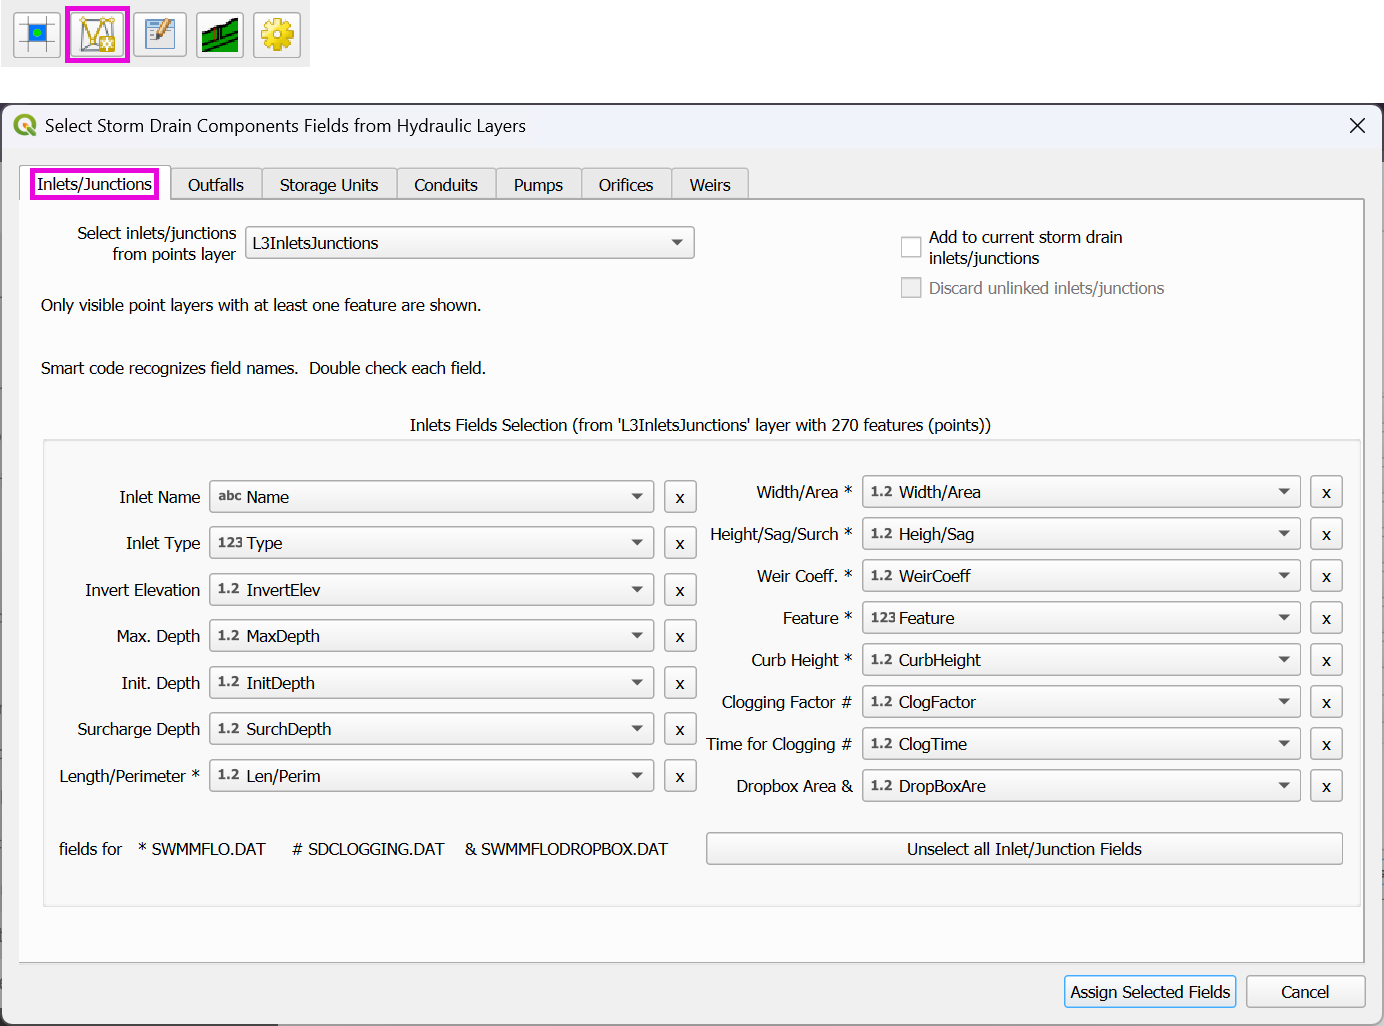 Select Storm Drain Components Fields from Hydraulic Layers
Inlets/Junctions
Outfalls
Storage Units
Conduits
Pumps
Orifices
Weirs
Select inlets/junctions
from points layer
L3InletsJunctions
Add to current storm drain
inlets/junctions
Discard unlinked inlets/junctions
Only visible point layers with at least one feature are shown.
Smart code recognizes field names.  Double check each field.
Inlets Fields Selection (from 'L3InletsJunctions' layer with 270 features (points))
Inlet Name abc Name x
Inlet Type 123 Type x
Invert Elevation 1.2 InvertElev x
Max. Depth 1.2 MaxDepth x
Init. Depth 1.2 InitDepth x
Surcharge Depth 1.2 SurchDepth x
Length/Perimeter * 1.2 Len/Perim x
Width/Area * 1.2 Width/Area x
Height/Sag/Surch * 1.2 Heigh/Sag x
Weir Coeff. * 1.2 WeirCoeff x
Feature * 123 Feature x
Curb Height * 1.2 CurbHeight x
Clogging Factor # 1.2 ClogFactor x
Time for Clogging # 1.2 ClogTime x
Dropbox Area & 1.2 DropBoxAre x
fields for * SWMMFLO.DAT # SDCLOGGING.DAT & SWMMFLODROPBOX.DAT
Unselect all Inlet/Junction Fields
Assign Selected Fields
Cancel